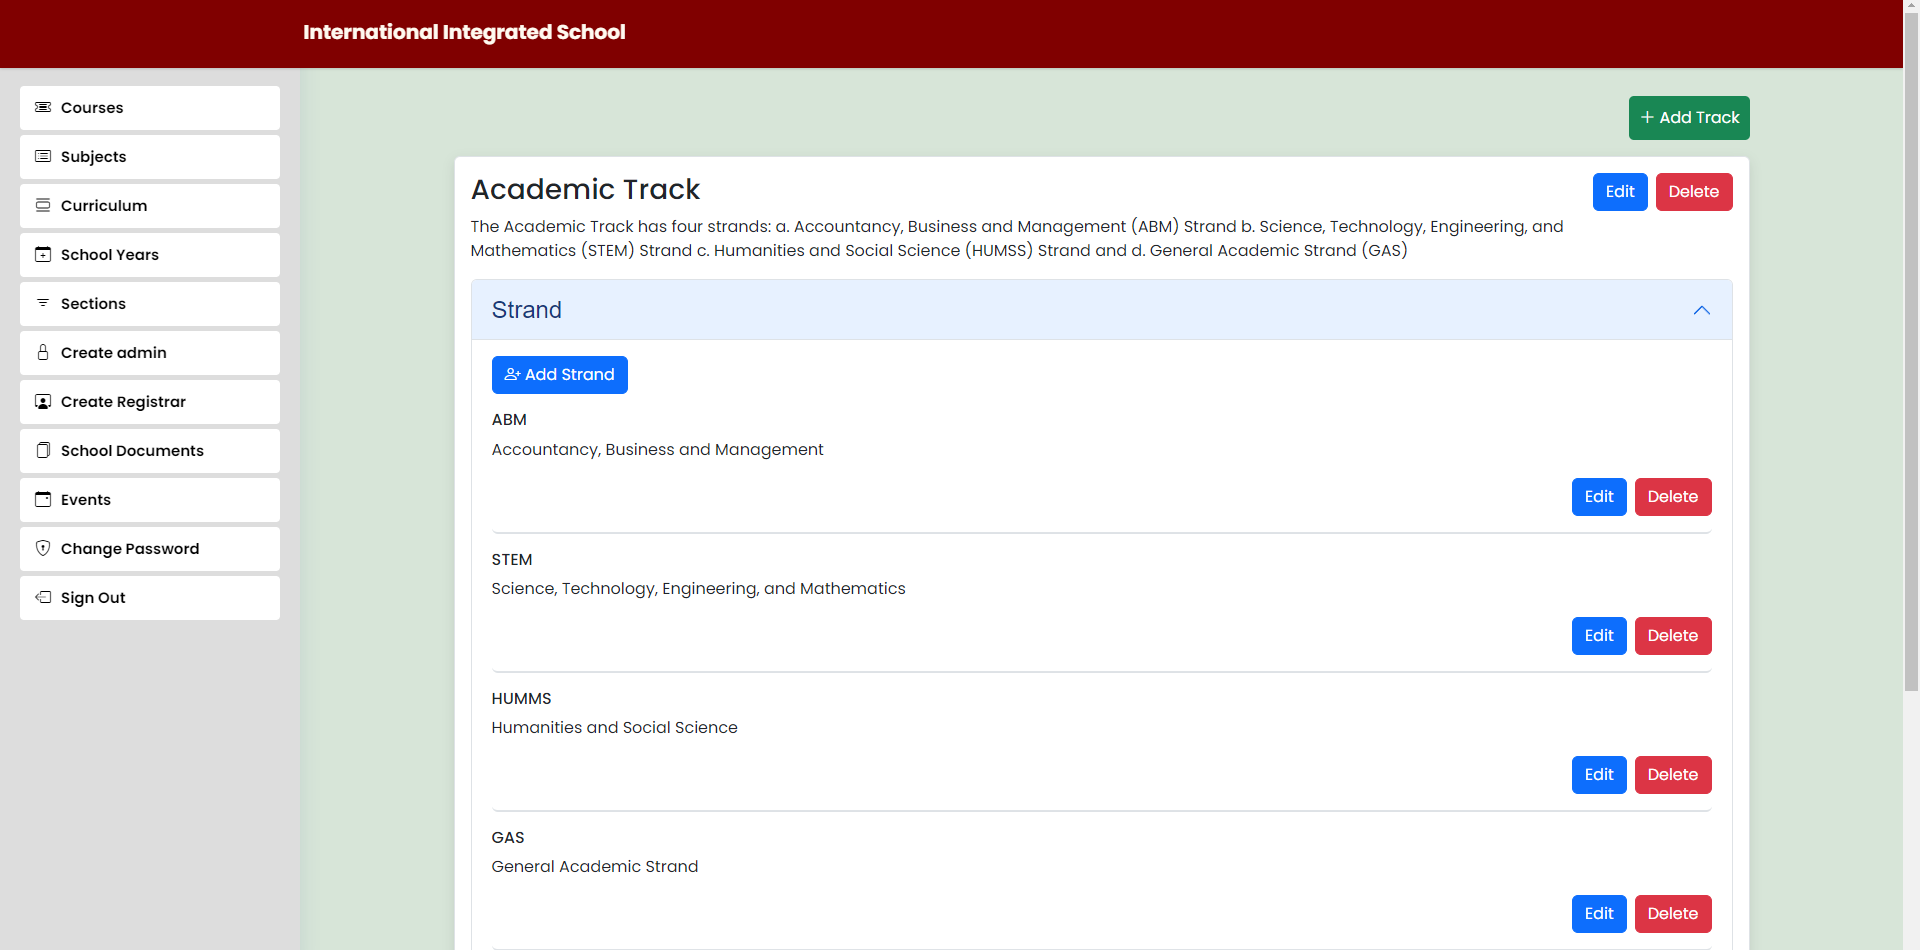 International Integrated School
Courses
Subjects
Curriculum
School Years
Sections
Create admin
Create Registrar
School Documents
Events
Change Password
Sign Out
+ Add Track
Academic Track
Edit
Delete
The Academic Track has four strands: a. Accountancy, Business and Management (ABM) Strand b. Science, Technology, Engineering, and
Mathematics (STEM) Strand c. Humanities and Social Science (HUMSS) Strand and d. General Academic Strand (GAS)
Strand
Add Strand
ABM
Accountancy, Business and Management
Edit
Delete
STEM
Science, Technology, Engineering, and Mathematics
Edit
Delete
HUMMS
Humanities and Social Science
Edit
Delete
GAS
General Academic Strand
Edit
Delete